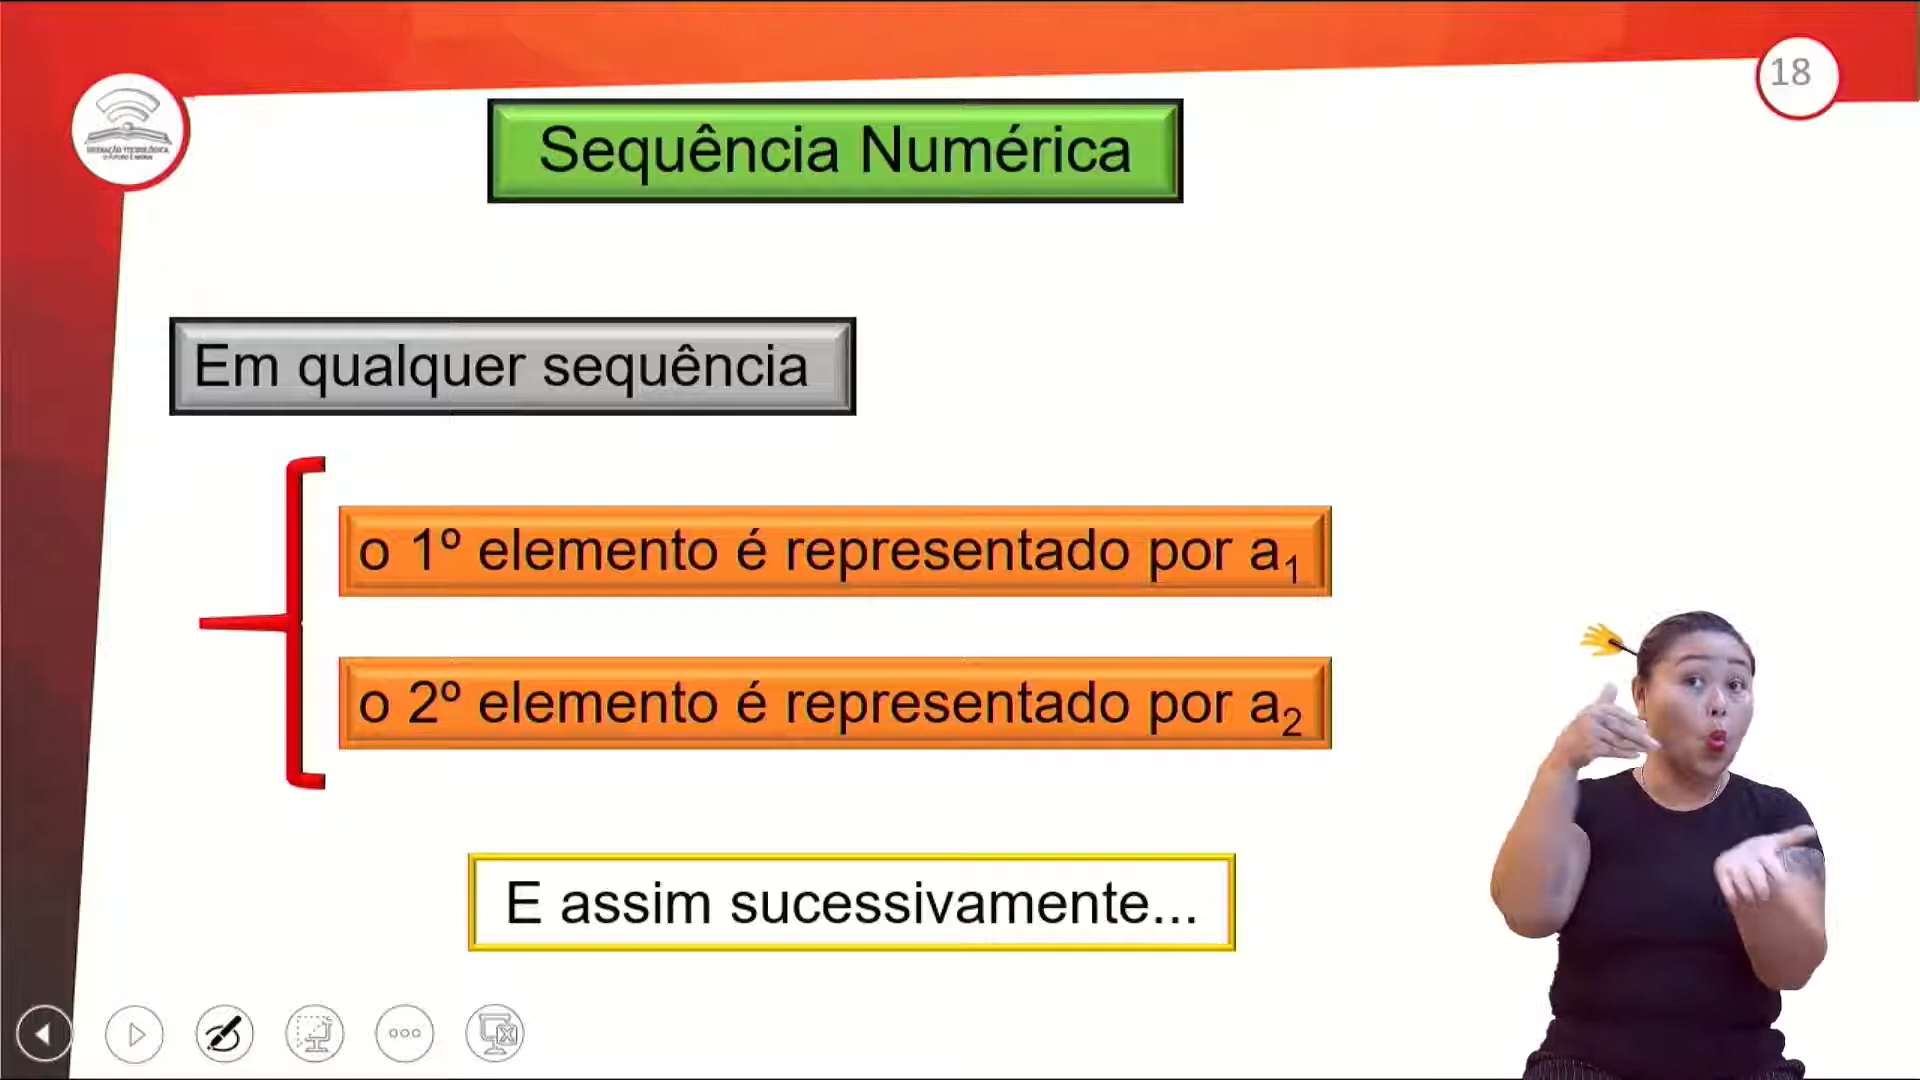 18
Sequência Numérica
Em qualquer sequência
o 1º elemento é representado por a₁
o 2º elemento é representado por a₂
E assim sucessivamente...